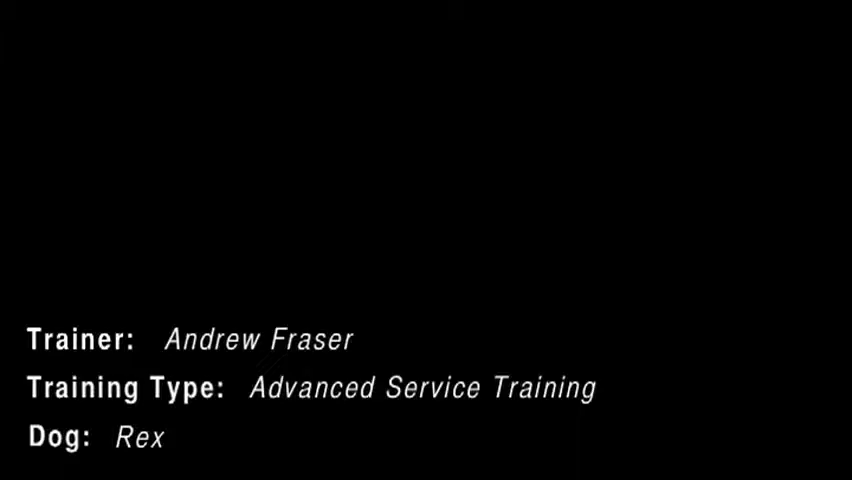 Trainer: Andrew Fraser
Training Type: Advanced Service Training
Dog: Rex